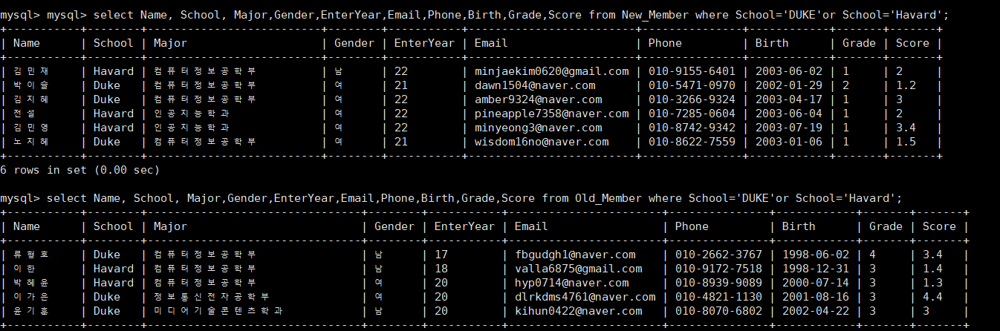 mysql> mysql> select Name, School, Major,Gender,EnterYear,Email,Phone,Birth,Grade,Score from New_Member where School='DUKE'or School='Havard';
+-----------+--------+--------------------------+--------+-----------+-------------------------+---------------+------------+-------+-------+
| Name | School | Major | Gender | EnterYear | Email | Phone | Birth | Grade | Score |
+-----------+--------+--------------------------+--------+-----------+-------------------------+---------------+------------+-------+-------+
| 김민재 | Havard | 컴퓨터정보공학부 | 남 | 22 | minjaekim0620@gmail.com | 010-9155-6401 | 2003-06-02 | 1 | 2 |
| 박이슬 | Duke | 컴퓨터정보공학부 | 여 | 21 | dawn1504@naver.com | 010-5471-0970 | 2002-01-29 | 2 | 1.2 |
| 김지혜 | Duke | 컴퓨터정보공학부 | 여 | 22 | amber9324@naver.com | 010-3266-9324 | 2003-04-17 | 1 | 3 |
| 전설 | Havard | 인공지능학과 | 여 | 22 | pineapple7358@naver.com | 010-7285-0604 | 2003-06-04 | 1 | 2 |
| 김민영 | Havard | 인공지능학과 | 여 | 22 | minyeong3@naver.com | 010-8742-9342 | 2003-07-19 | 1 | 3.4 |
| 노지혜 | Duke | 컴퓨터정보공학부 | 여 | 21 | wisdom16no@naver.com | 010-8622-7559 | 2003-01-06 | 1 | 1.5 |
+-----------+--------+--------------------------+--------+-----------+-------------------------+---------------+------------+-------+-------+
6 rows in set (0.00 sec)
mysql> select Name, School, Major,Gender,EnterYear,Email,Phone,Birth,Grade,Score from Old_Member where School='DUKE'or School='Havard';
+-----------+--------+--------------------------------+--------+-----------+-----------------------+---------------+------------+-------+-------+
| Name | School | Major | Gender | EnterYear | Email | Phone | Birth | Grade | Score |
+-----------+--------+--------------------------------+--------+-----------+-----------------------+---------------+------------+-------+-------+
| 류형호 | Duke | 컴퓨터정보공학부 | 남 | 17 | fbgudgh1@naver.com | 010-2662-3767 | 1998-06-02 | 4 | 3.4 |
| 이한 | Havard | 컴퓨터정보공학부 | 남 | 18 | valla6875@gmail.com | 010-9172-7518 | 1998-12-31 | 3 | 1.4 |
| 박혜윤 | Havard | 컴퓨터정보공학부 | 여 | 20 | hyp0714@naver.com | 010-8939-9089 | 2000-07-14 | 3 | 1.3 |
| 이가은 | Duke | 정보통신전자공학부 | 여 | 20 | dlrkdms4761@naver.com | 010-4821-1130 | 2001-08-16 | 3 | 4.4 |
| 윤기훈 | Duke | 미디어기술콘텐츠학과 | 남 | 20 | kihun0422@naver.com | 010-8070-6802 | 2002-04-22 | 3 | 3 |
+-----------+--------+--------------------------------+--------+-----------+-----------------------+---------------+------------+-------+-------+